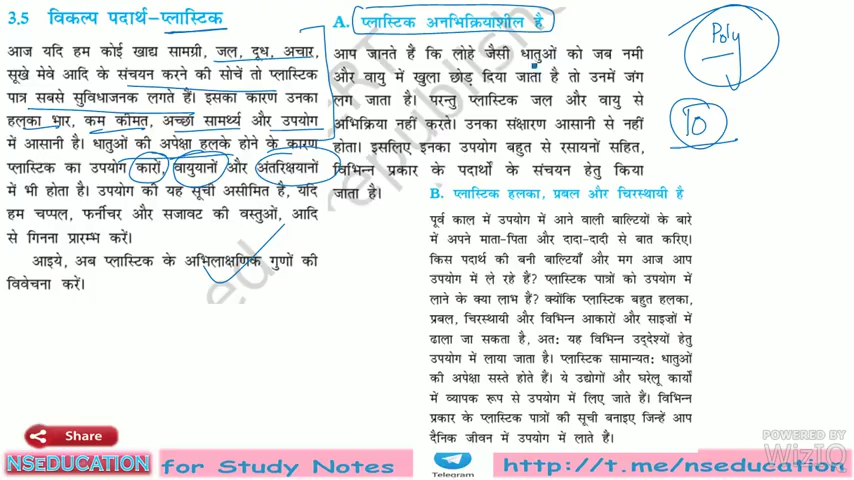 3.5 विकल्प पदार्थ–प्लास्टिक
आज यदि हम कोई खाद्य सामग्री, जल, दूध, अचार,
सूखे मेवे आदि के संचयन करने की सोचें तो प्लास्टिक
पात्र सबसे सुविधाजनक लगते हैं। इसका कारण उनका
हलका भार, कम कीमत, अच्छा सामर्थ्य और उपयोग
में आसानी है। धातुओं की अपेक्षा हलके होने के कारण
प्लास्टिक का उपयोग कारों, वायुयानों और अंतरिक्षयानों
में भी होता है। उपयोग की यह सूची असीमित है, यदि
हम चप्पल, फर्नीचर और सजावट की वस्तुओं, आदि
से गिनना प्रारम्भ करें।
आइये, अब प्लास्टिक के अभिलाक्षणिक गुणों की
विवेचना करें।
A. प्लास्टिक अनभिक्रियाशील है
आप जानते हैं कि लोहे जैसी धातुओं को जब नमी
और वायु में खुला छोड़ दिया जाता है तो उनमें जंग
लग जाता है। परन्तु प्लास्टिक जल और वायु से
अभिक्रिया नहीं करते। उनका संक्षारण आसानी से नहीं
होता। इसलिए इनका उपयोग बहुत से रसायनों सहित,
विभिन्न प्रकार के पदार्थों के संचयन हेतु किया
जाता है।
B. प्लास्टिक हलका, प्रबल और चिरस्थायी है
पूर्व काल में उपयोग में आने वाली बाल्टियों के बारे
में अपने माता-पिता और दादा-दादी से बात करिए।
किस पदार्थ की बनी बाल्टियाँ और मग आज आप
उपयोग में ले रहे हैं? प्लास्टिक पात्रों को उपयोग में
लाने के क्या लाभ हैं? क्योंकि प्लास्टिक बहुत हलका,
प्रबल, चिरस्थायी और विभिन्न आकारों और साइज़ों में
ढाला जा सकता है, अत: यह विभिन्न उद्देश्यों हेतु
उपयोग में लाया जाता है। प्लास्टिक सामान्यत: धातुओं
की अपेक्षा सस्ते होते हैं। ये उद्योगों और घरेलू कार्यों
में व्यापक रूप से उपयोग में लिए जाते हैं। विभिन्न
प्रकार के प्लास्टिक पात्रों की सूची बनाइए जिन्हें आप
दैनिक जीवन में उपयोग में लाते हैं।
Poly
To
Share
NSEDUCATION for Study Notes
Telegram
http://t.me/nseducation
POWERED BY
WizIQ